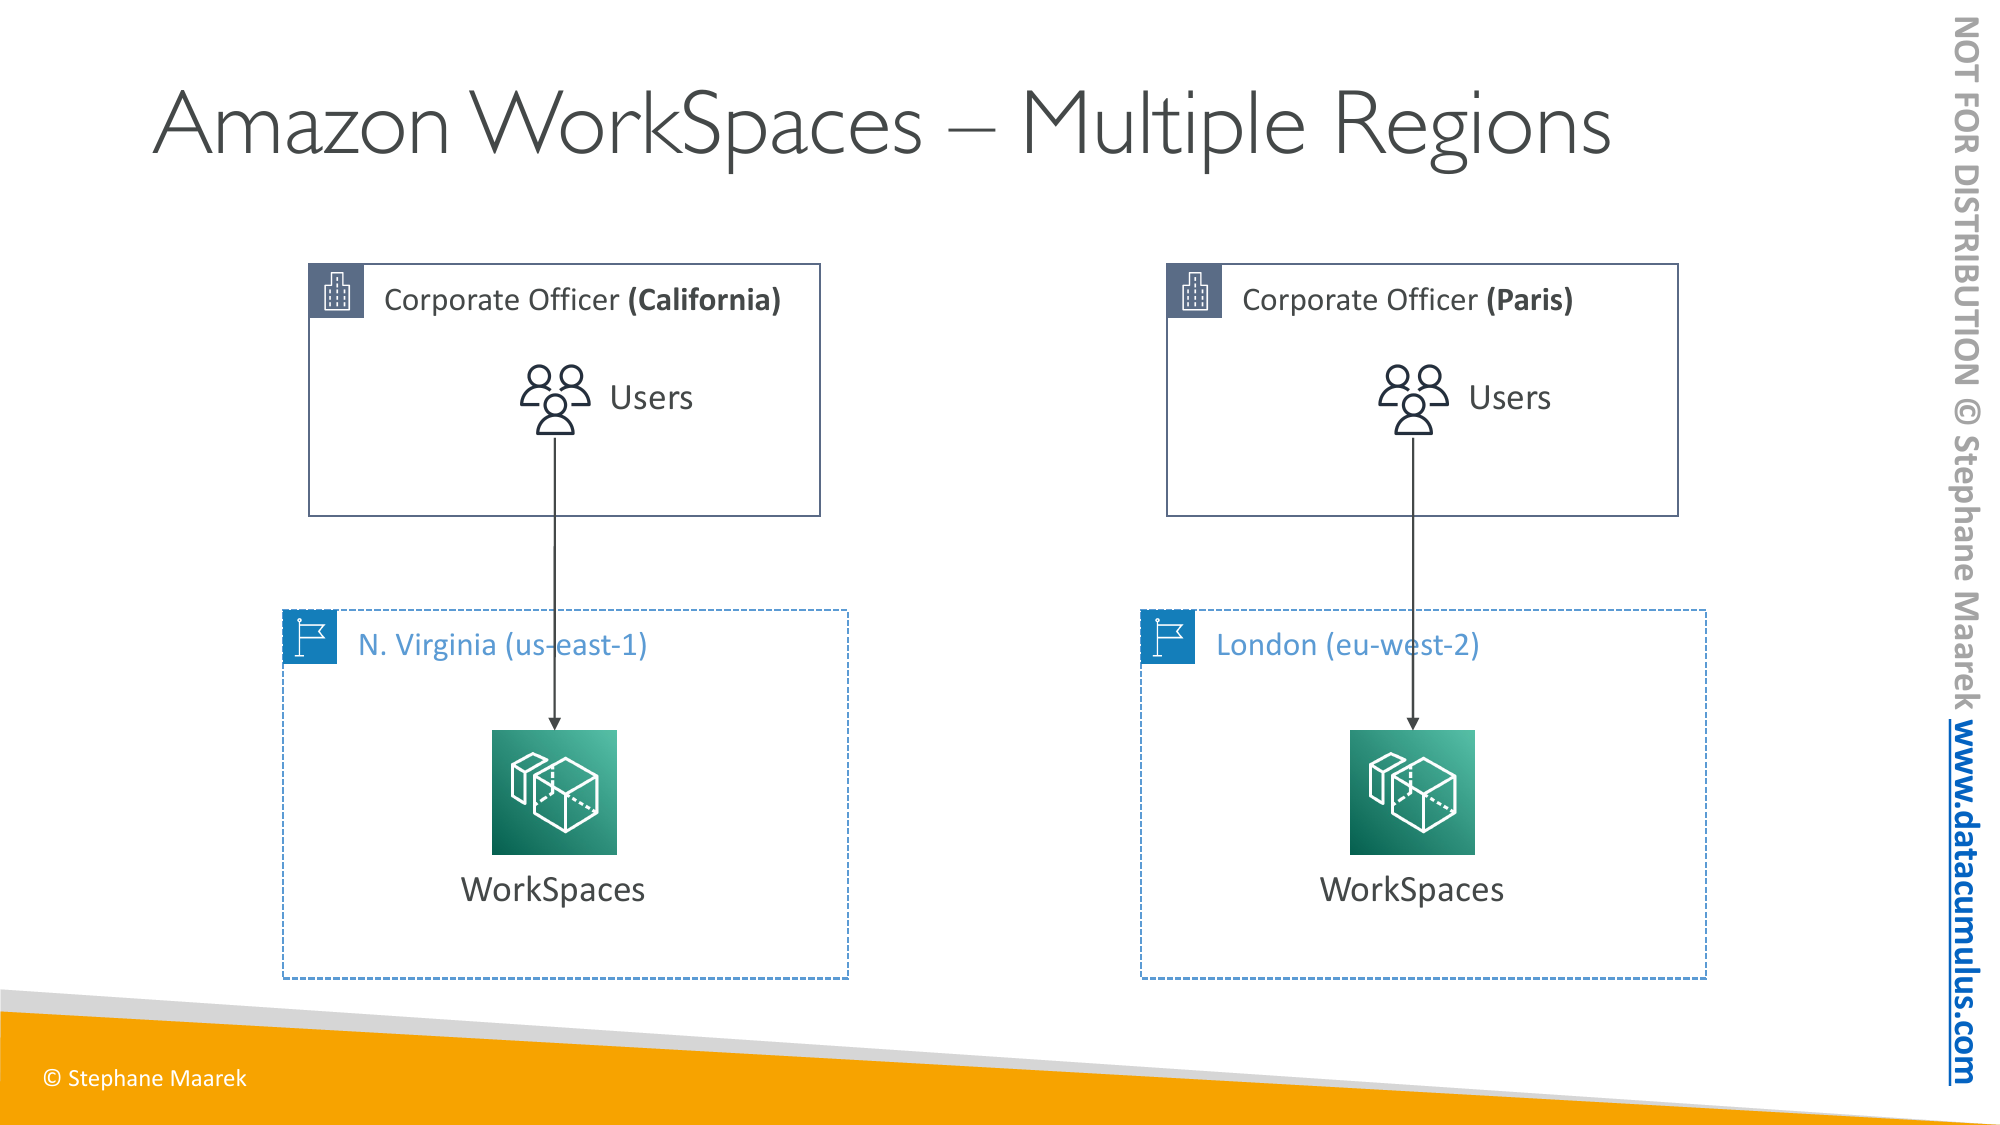 Amazon WorkSpaces – Multiple Regions
Corporate Officer (California)
Users
N. Virginia (us-east-1)
WorkSpaces
Corporate Officer (Paris)
Users
London (eu-west-2)
WorkSpaces
© Stephane Maarek
NOT FOR DISTRIBUTION © Stephane Maarek www.datacumulus.com